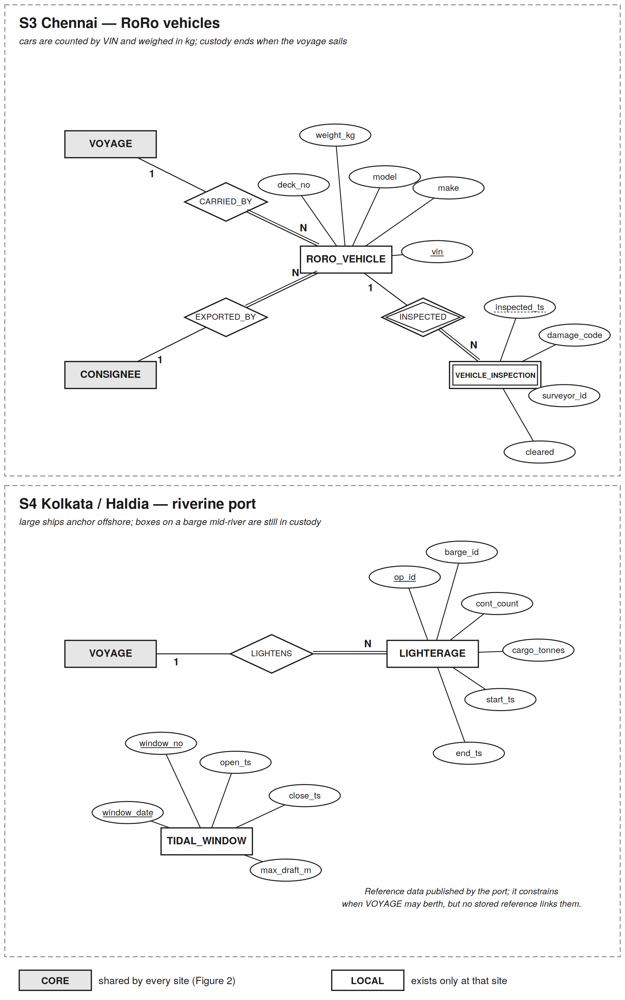 S3 Chennai — RoRo vehicles
cars are counted by VIN and weighed in kg; custody ends when the voyage sails
weight_kg
VOYAGE
1
deck_no
model
make
CARRIED_BY
N
vin
RORO_VEHICLE
N
1
EXPORTED_BY
INSPECTED
inspected_ts
damage_code
N
1
CONSIGNEE
VEHICLE_INSPECTION
surveyor_id
cleared
S4 Kolkata / Haldia — riverine port
large ships anchor offshore; boxes on a barge mid-river are still in custody
barge_id
op_id
cont_count
N
VOYAGE
1
LIGHTENS
LIGHTERAGE
cargo_tonnes
start_ts
window_no
open_ts
end_ts
close_ts
window_date
TIDAL_WINDOW
max_draft_m
Reference data published by the port; it constrains
when VOYAGE may berth, but no stored reference links them.
CORE
shared by every site (Figure 2)
LOCAL
exists only at that site